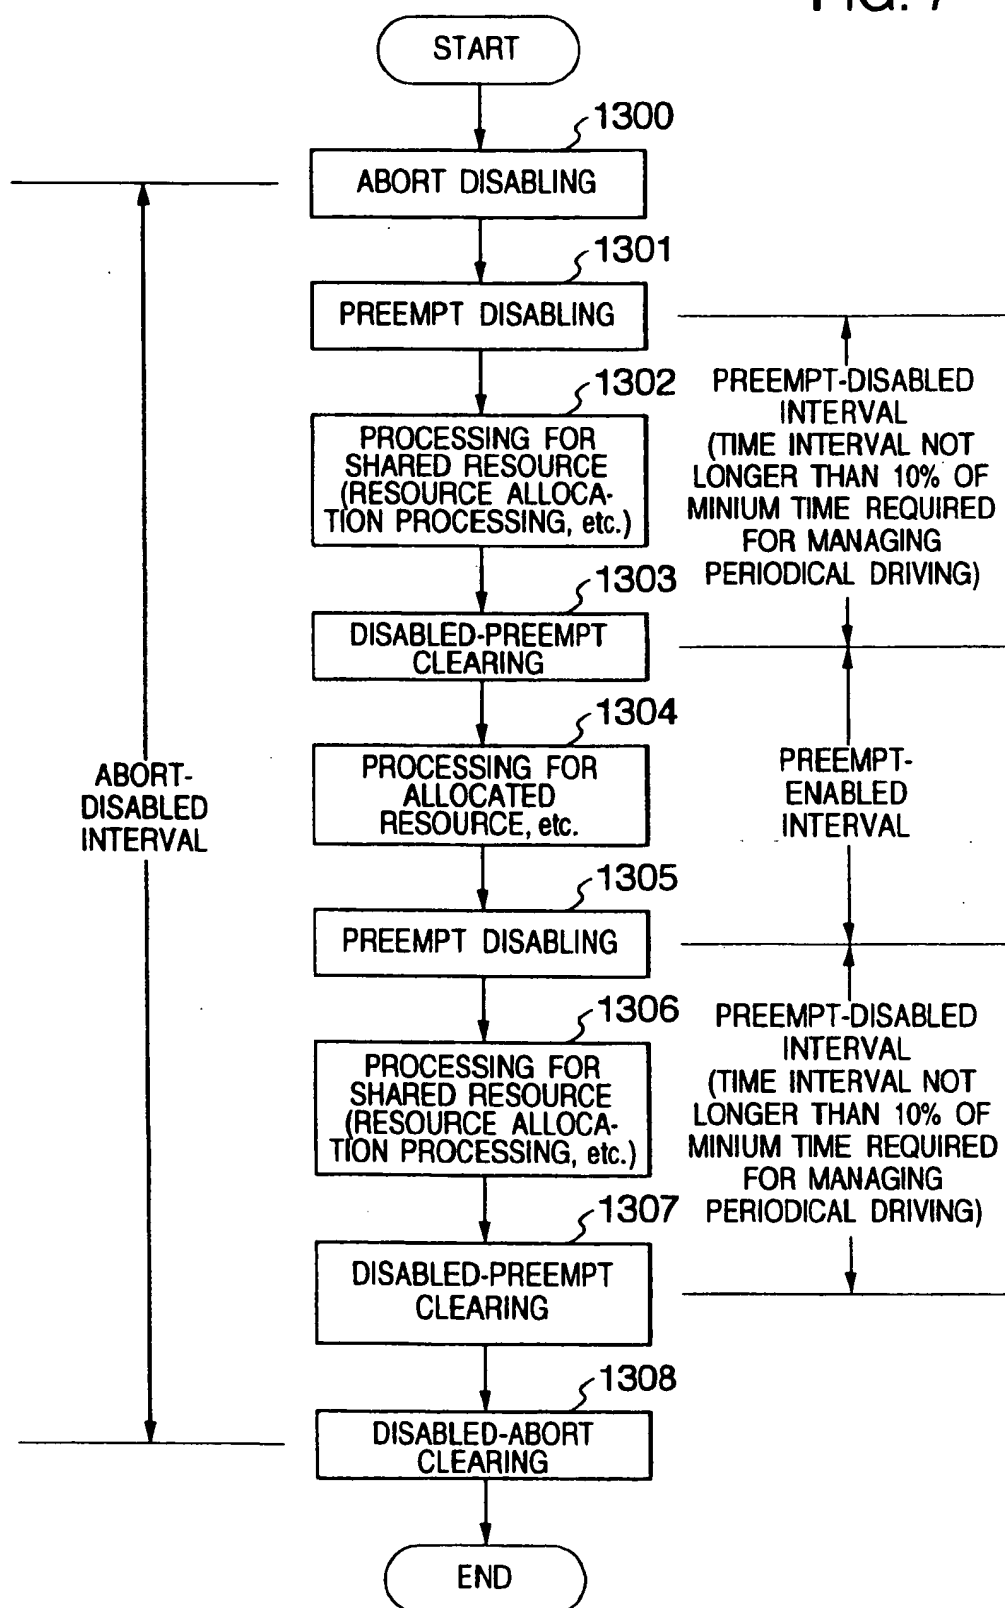 FIG. 7
START
1300
ABORT DISABLING
1301
PREEMPT DISABLING
1302
PROCESSING FOR
SHARED RESOURCE
(RESOURCE ALLOCA-
TION PROCESSING, etc.)
PREEMPT-DISABLED
INTERVAL
(TIME INTERVAL NOT
LONGER THAN 10% OF
MINIUM TIME REQUIRED
FOR MANAGING
PERIODICAL DRIVING)
1303
DISABLED-PREEMPT
CLEARING
1304
PROCESSING FOR
ALLOCATED
RESOURCE, etc.
PREEMPT-
ENABLED
INTERVAL
ABORT-
DISABLED
INTERVAL
1305
PREEMPT DISABLING
1306
PROCESSING FOR
SHARED RESOURCE
(RESOURCE ALLOCA-
TION PROCESSING, etc.)
PREEMPT-DISABLED
INTERVAL
(TIME INTERVAL NOT
LONGER THAN 10% OF
MINIUM TIME REQUIRED
FOR MANAGING
PERIODICAL DRIVING)
1307
DISABLED-PREEMPT
CLEARING
1308
DISABLED-ABORT
CLEARING
END